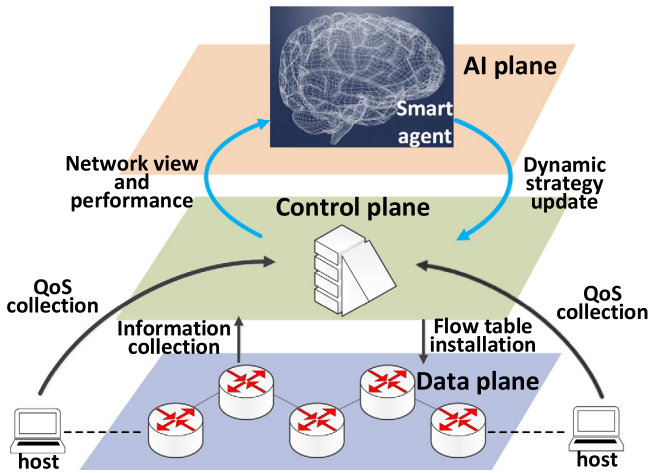 AI plane
Smart
agent
Network view
and
performance
Dynamic
strategy
update
Control plane
QoS
collection
QoS
collection
Information
collection
Flow table
installation
Data plane
host
host